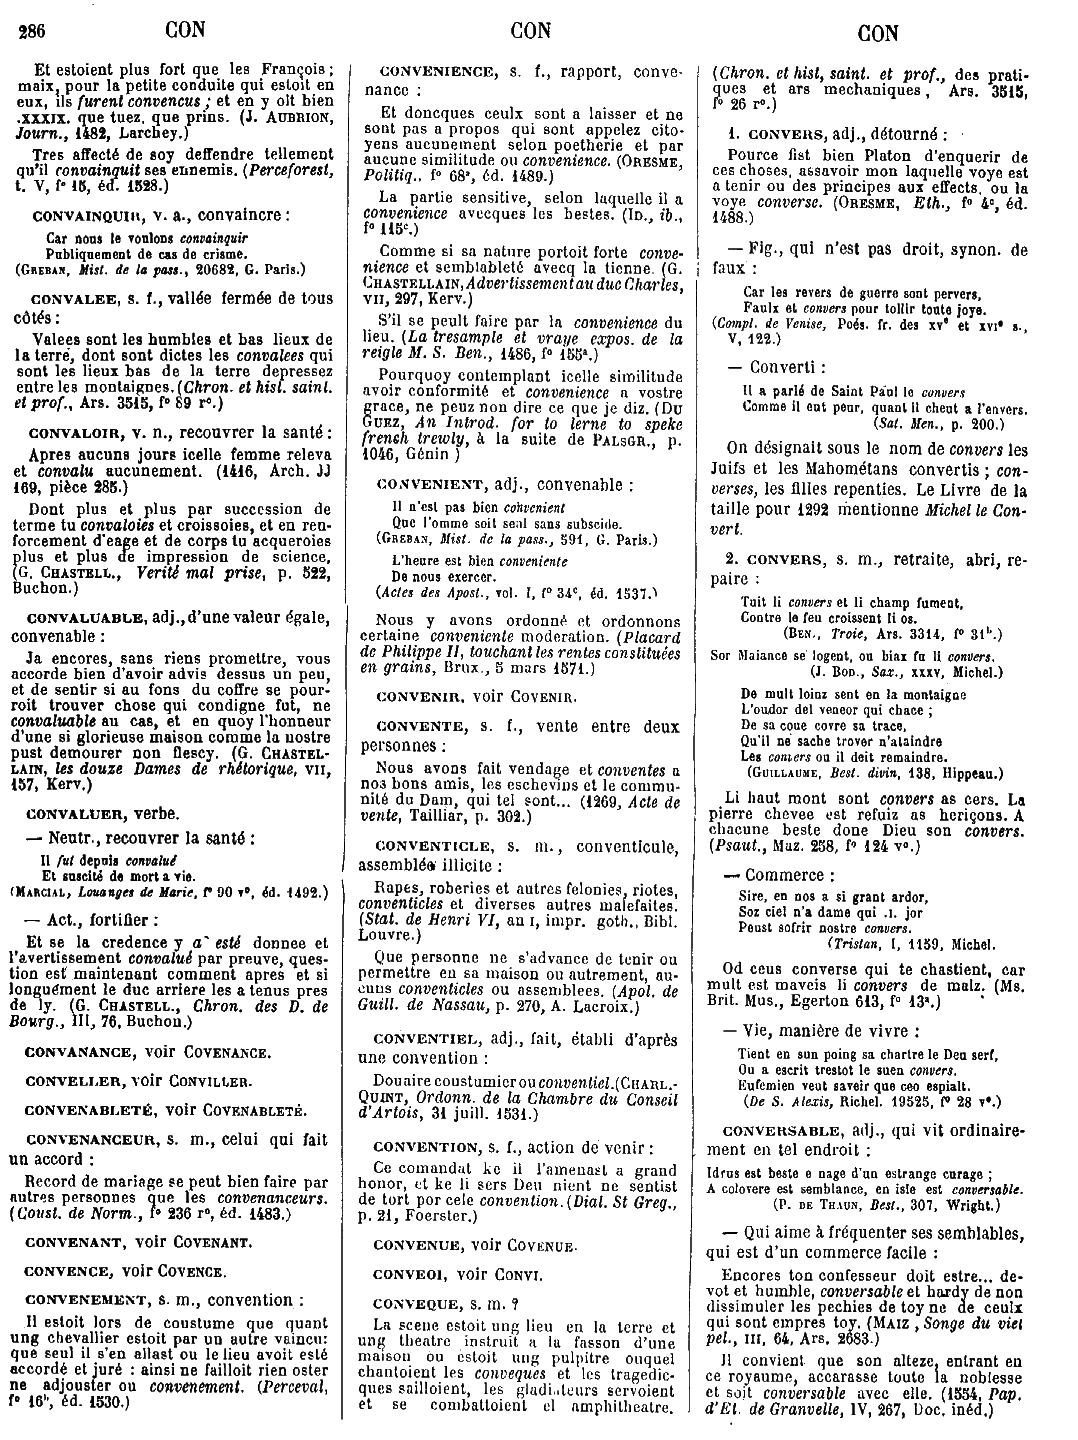 286
CON
CON
CON
Et estoient plus fort que les François ;
maix, pour la petite conduite qui estoit en
eux, ils furent convencus ; et en y olt bien
.XXXIX. que tuez, que prins. (J. AUBRION,
Journ., 1482, Larchey.)
Tres affecté de soy deffendre tellement
qu'il convainquit ses ennemis. (Perceforest,
t. V, f° 15, éd. 1528.)
CONVAINQUIR, v. a., convaincre :
Car nous le voulons convainquir
Publiquement de cas de crisme.
(GREBAN, Mist. de la pass., 20682, G. Paris.)
CONVALEE, s. f., vallée fermée de tous
côtés :
Valees sont les humbles et bas lieux de
la terre, dont sont dictes les convalees qui
sont les lieux bas de la terre depressez
entre les montaignes. (Chron. et hist. saint.
et prof., Ars. 3515, f° 89 r°.)
CONVALOIR, v. n., recouvrer la santé :
Apres aucuns jours icelle femme releva
et convalu aucunement. (1416, Arch. JJ
169, pièce 285.)
Dont plus et plus par succession de
terme tu convaloies et croissoies, et en ren-
forcement d'eage et de corps tu acqueroies
plus et plus de impression de science,
(G. CHASTELL., Verité mal prise, p. 522,
Buchon.)
CONVALUABLE, adj., d'une valeur égale,
convenable :
Ja encores, sans riens promettre, vous
accorde bien d'avoir advis dessus un peu,
et de sentir si au fons du coffre se pour-
roit trouver chose qui condigne fut, ne
convaluable au cas, et en quoy l'honneur
d'une si glorieuse maison comme la nostre
pust demourer non flescy. (G. CHASTEL-
LAIN, les douze Dames de rhétorique, VII,
157, Kerv.)
CONVALUER, verbe.
— Neutr., recouvrer la santé :
Il fut depuis convalué
Et suscité de mort a vie.
(MARCIAL, Louanges de Marie, f° 90 v°, éd. 1492.)
— Act., fortifier :
Et se la credence y a esté donnee et
l'avertissement convalué par preuve, ques-
tion est maintenant comment apres et si
longuement le duc arriere les a tenus pres
de ly. (G. CHASTELL., Chron. des D. de
Bourg., III, 76, Buchon.)
CONVANANCE, voir COVENANCE.
CONVELLER, voir CONVILLER.
CONVENABLETÉ, voir COVENABLETÉ.
CONVENANCEUR, s. m., celui qui fait
un accord :
Record de mariage se peut bien faire par
autres personnes que les convenanceurs.
(Coust. de Norm., f° 236 r°, éd. 1483.)
CONVENANT, voir COVENANT.
CONVENCE, voir COVENCE.
CONVENEMENT, s. m., convention :
Il estoit lors de coustume que quant
ung chevallier estoit par un autre vaincu:
que seul il s'en allast ou le lieu avoit esté
accordé et juré : ainsi ne failloit rien oster
ne adjouster ou convenement. (Perceval,
f° 16b, éd. 1530.)
CONVENIENCE, s. f., rapport, conve-
nance :
Et doncques ceulx sont a laisser et ne
sont pas a propos qui sont appelez cito-
yens aucunement selon poetherie et par
aucune similitude ou convenience. (ORESME,
Politiq., f° 68a, éd. 1489.)
La partie sensitive, selon laquelle il a
convenience avecques les bestes. (ID., ib.,
f° 115c.)
Comme si sa nature portoit forte conve-
nience et semblableté avecq la tienne. (G.
CHASTELLAIN, Advertissement au duc Charles,
VII, 297, Kerv.)
S'il se peult faire par la convenience du
lieu. (La tresample et vraye expos. de la
reigle M. S. Ben., 1486, f° 155a.)
Pourquoy contemplant icelle similitude
avoir conformité et convenience a vostre
grace, ne peuz non dire ce que je diz. (DU
GUEZ, An Introd. for to lerne to speke
french trewly, à la suite de PALSGR., p.
1046, Génin )
CONVENIENT, adj., convenable :
Il n'est pas bien convenient
Que l'omme soit seul sans subscide.
(GREBAN, Mist. de la pass., 591, G. Paris.)
L'heure est bien conveniente
De nous exercer.
(Actes des Apost., vol. I, f° 34c, éd. 1537.)
Nous y avons ordonné et ordonnons
certaine conveniente moderation. (Placard
de Philippe II, touchant les rentes constituées
en grains, Brux., 5 mars 1571.)
CONVENIR, voir COVENIR.
CONVENTE, s. f., vente entre deux
personnes :
Nous avons fait vendage et conventes a
nos bons amis, les eschevins et le commu-
nité du Dam, qui tel sont... (1269, Acte de
vente, Tailliar, p. 302.)
CONVENTICLE, s. m., conventicule,
assemblée illicite :
Rapes, roberies et autres felonies, riotes,
conventicles et diverses autres malefaites.
(Stat. de Henri VI, an I, impr. goth., Bibl.
Louvre.)
Que personne ne s'advance de tenir ou
permettre en sa maison ou autrement, au-
cuns conventicles ou assemblees. (Apol. de
Guill. de Nassau, p. 270, A. Lacroix.)
CONVENTIEL, adj., fait, établi d'après
une convention :
Douaire coustumier ou conventiel. (CHARL.-
QUINT, Ordonn. de la Chambre du Conseil
d'Artois, 31 juill. 1531.)
CONVENTION, s. f., action de venir :
Ce comandat ke il l'amenast a grand
honor, et ke li sers Deu nient ne sentist
de tort por cele convention. (Dial. St Greg.,
p. 21, Foerster.)
CONVENUE, voir COVENUE.
CONVEOI, voir CONVI.
CONVEQUE, s. m. ?
La scene estoit ung lieu en la terre et
ung theatre instruit a la fasson d'une
maison ou estoit ung pulpitre ouquel
chantoient les conveques et les tragedic-
ques sailloient, les gladiateurs servoient
et se combattoient el amphitheatre.
(Chron. et hist, saint. et prof., des prati-
ques et ars mechaniques, Ars. 3515,
f° 26 r°.)
1. CONVERS, adj., détourné :
Pource fist bien Platon d'enquerir de
ces choses, assavoir mon laquelle voye est
a tenir ou des principes aux effects, ou la
voye converse. (ORESME, Eth., f° 4c, éd.
1488.)
— Fig., qui n'est pas droit, synon. de
faux :
Car les revers de guerre sont pervers,
Faulx et convers pour tollir toute joye.
(Compl. de Venise, Poés. fr. des XVe et XVIe s.,
V, 122.)
— Converti :
Il a parlé de Saint Paul le convers
Comme il eut peur, quant il cheut a l'envers.
(Sat. Men., p. 200.)
On désignait sous le nom de convers les
Juifs et les Mahométans convertis ; con-
verses, les filles repenties. Le Livre de la
taille pour 1292 mentionne Michel le Con-
vert.
2. CONVERS, s. m., retraite, abri, re-
paire :
Tuit li convers et li champ fument,
Contre le feu croissent li os.
(BEN., Troie, Ars. 3314, f° 31b.)
Sor Maiance se logent, ou biax fu li convers.
(J. BOD., Sax., XXXV, Michel.)
De mult loinz sent en la montaigne
L'oudor del veneor qui chace ;
De sa coue covre sa trace,
Qu'il ne sache trover n'ataindre
Les convers ou il deit remaindre.
(GUILLAUME, Best. divin, 138, Hippeau.)
Li haut mont sont convers as cers. La
pierre chevee est refuiz as heriçons. A
chacune beste done Dieu son convers.
(Psaut., Maz. 258, f° 124 v°.)
— Commerce :
Sire, en nos a si grant ardor,
Soz ciel n'a dame qui .I. jor
Peust sofrir nostre convers.
(Tristan, I, 1159, Michel.
Od ceus converse qui te chastient, car
mult est maveis li convers de malz. (Ms.
Brit. Mus., Egerton 613, f° 13a.)
— Vie, manière de vivre :
Tient en sun poing sa chartre le Deu serf,
Ou a escrit trestot le suen convers.
Eufemien veut saveir que ceo espialt.
(De S. Alexis, Richel. 19525, f° 28 v°.)
CONVERSABLE, adj., qui vit ordinaire-
ment en tel endroit :
Idrus est beste e nage d'un estrange curage ;
A colovere est semblance, en isle est conversable.
(P. DE THAUN, Best., 307, Wright.)
— Qui aime à fréquenter ses semblables,
qui est d'un commerce facile :
Encores ton confesseur doit estre... de-
vot et humble, conversable et hardy de non
dissimuler les pechies de toy ne de ceulx
qui sont empres toy. (MAIZ , Songe du viel
pel., III, 64, Ars. 2683.)
Il convient que son alteze, entrant en
ce royaume, accarasse toute la noblesse
et soit conversable avec elle. (1554, Pap.
d'Et. de Granvelle, IV, 267, Doc. inéd.)